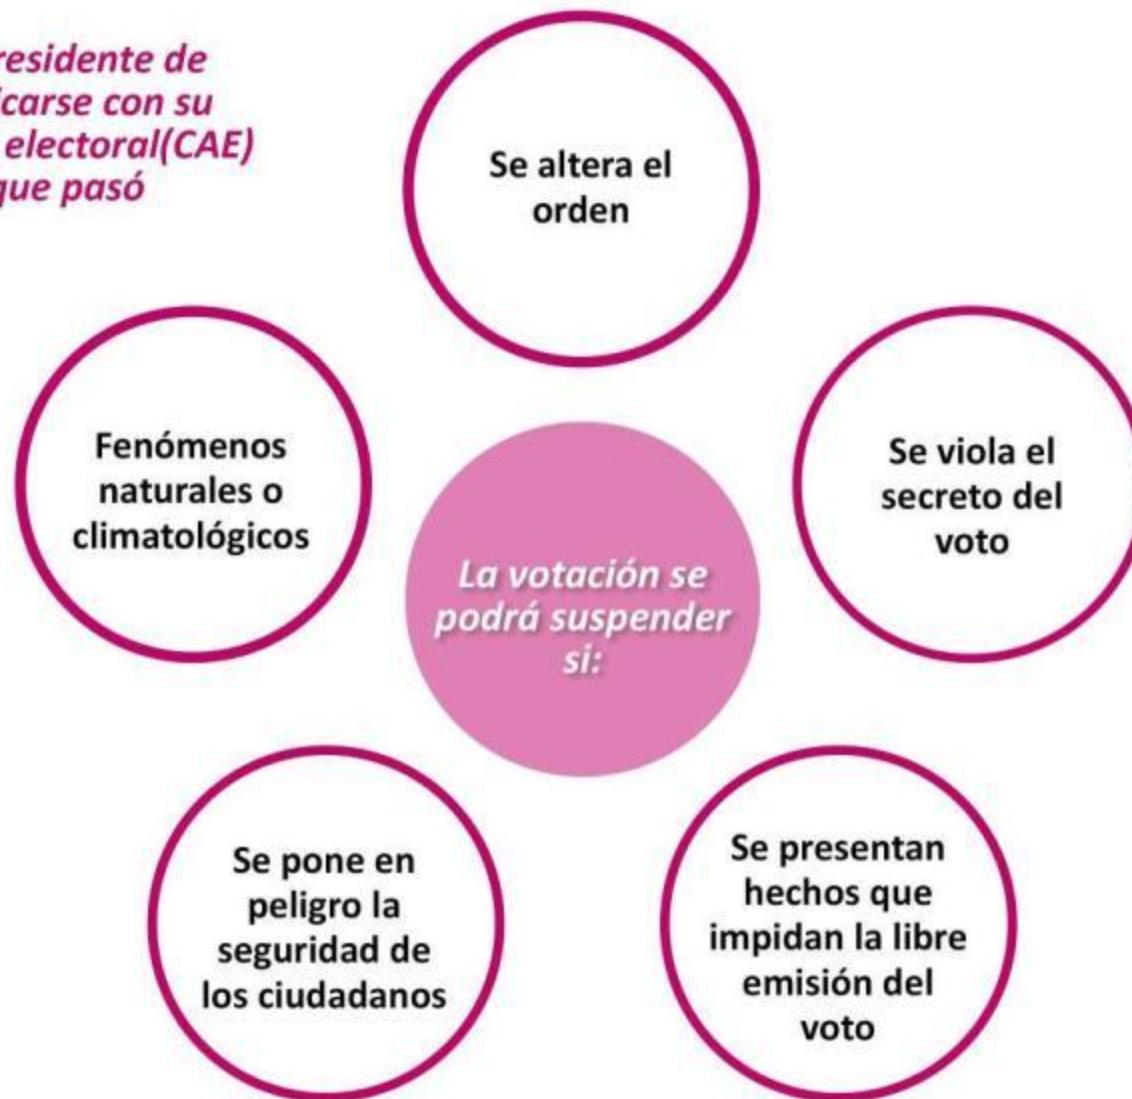 residente de
carse con su
electoral(CAE)
que pasó
Se altera el
orden
Fenómenos
naturales o
climatológicos
Se viola el
secreto del
voto
La votación se
podrá suspender
si:
Se pone en
peligro la
seguridad de
los ciudadanos
Se presentan
hechos que
impidan la libre
emisión del
voto